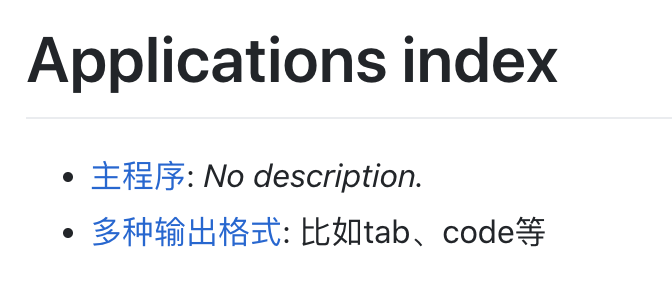 Applications index
主程序: No description.
多种输出格式: 比如tab、code等